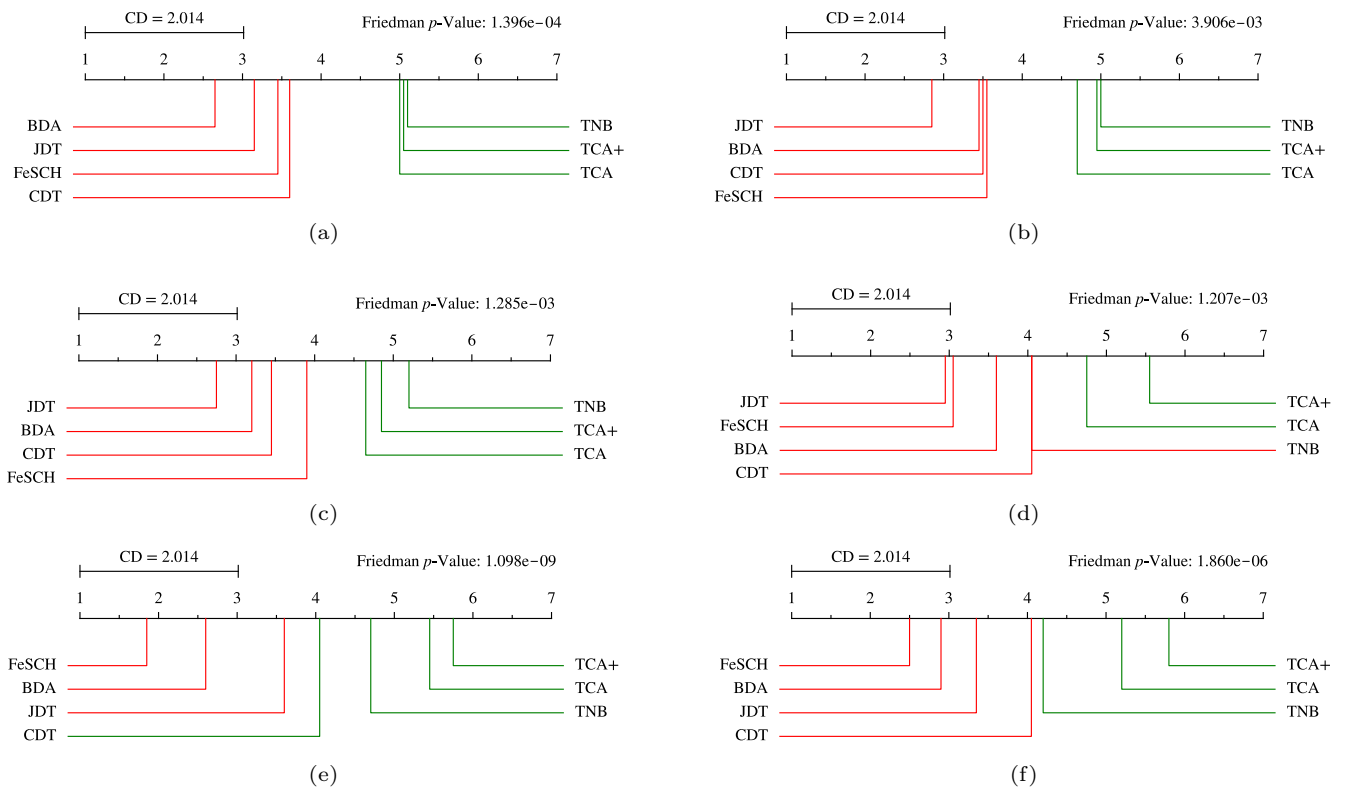 CD = 2.014
Friedman p-Value: 1.396e−04
1 2 3 4 5 6 7
BDA
JDT
FeSCH
CDT
TNB
TCA+
TCA
(a)
CD = 2.014
Friedman p-Value: 3.906e−03
1 2 3 4 5 6 7
JDT
BDA
CDT
FeSCH
TNB
TCA+
TCA
(b)
CD = 2.014
Friedman p-Value: 1.285e−03
1 2 3 4 5 6 7
JDT
BDA
CDT
FeSCH
TNB
TCA+
TCA
(c)
CD = 2.014
Friedman p-Value: 1.207e−03
1 2 3 4 5 6 7
JDT
FeSCH
BDA
CDT
TCA+
TCA
TNB
(d)
CD = 2.014
Friedman p-Value: 1.098e−09
1 2 3 4 5 6 7
FeSCH
BDA
JDT
CDT
TCA+
TCA
TNB
(e)
CD = 2.014
Friedman p-Value: 1.860e−06
1 2 3 4 5 6 7
FeSCH
BDA
JDT
CDT
TCA+
TCA
TNB
(f)